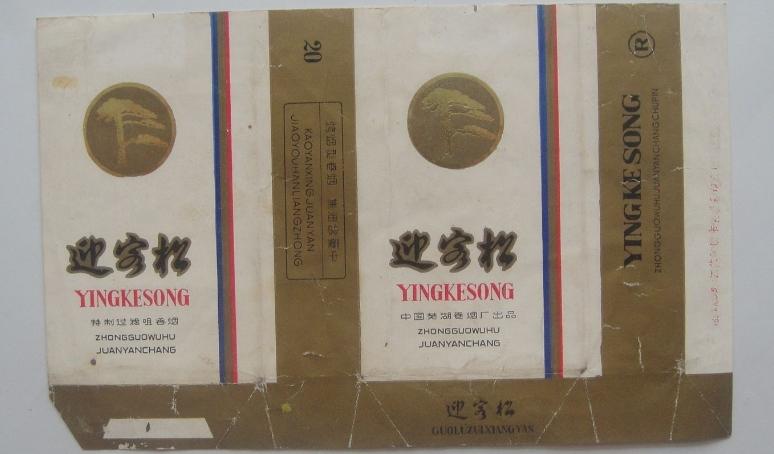 迎客松
YINGKESONG
特制过滤咀香烟
ZHONGGUOWUHU
JUANYANCHANG
20
烤烟型卷烟 焦油含量中
KAOYANXING JUANYAN
JIAOYOUHANLIANGZHONG
迎客松
YINGKESONG
中国芜湖卷烟厂出品
ZHONGGUOWUHU
JUANYANCHANG
®
YINGKESONG
ZHONGGUOWUHUJUANYANCHANGCHUPIN
迎客松
GUOLUZUIXIANGYAN